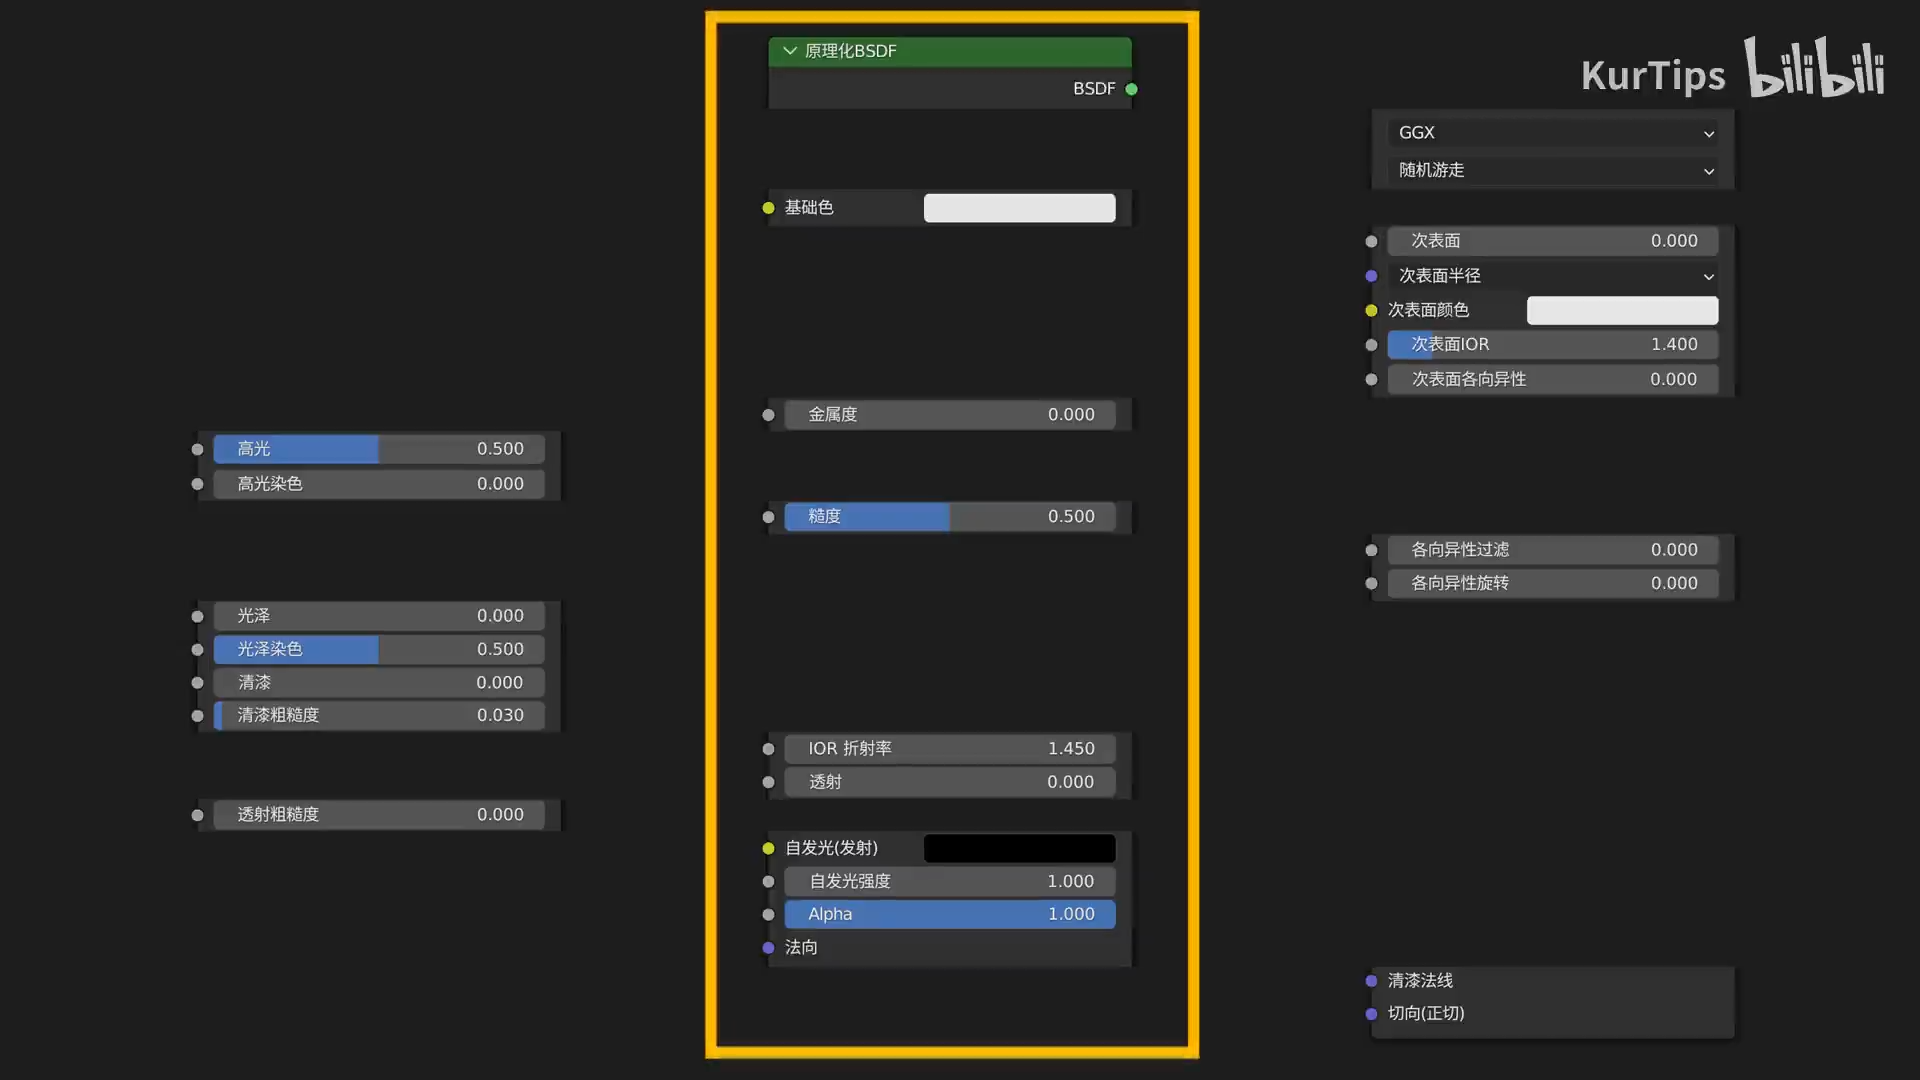 原理化BSDF
BSDF
基础色
金属度 0.000
糙度 0.500
IOR 折射率 1.450
透射 0.000
自发光(发射)
自发光强度 1.000
Alpha 1.000
法向
高光 0.500
高光染色 0.000
光泽 0.000
光泽染色 0.500
清漆 0.000
清漆粗糙度 0.030
透射粗糙度 0.000
KurTips bilibili
GGX
随机游走
次表面 0.000
次表面半径
次表面颜色
次表面IOR 1.400
次表面各向异性 0.000
各向异性过滤 0.000
各向异性旋转 0.000
清漆法线
切向(正切)